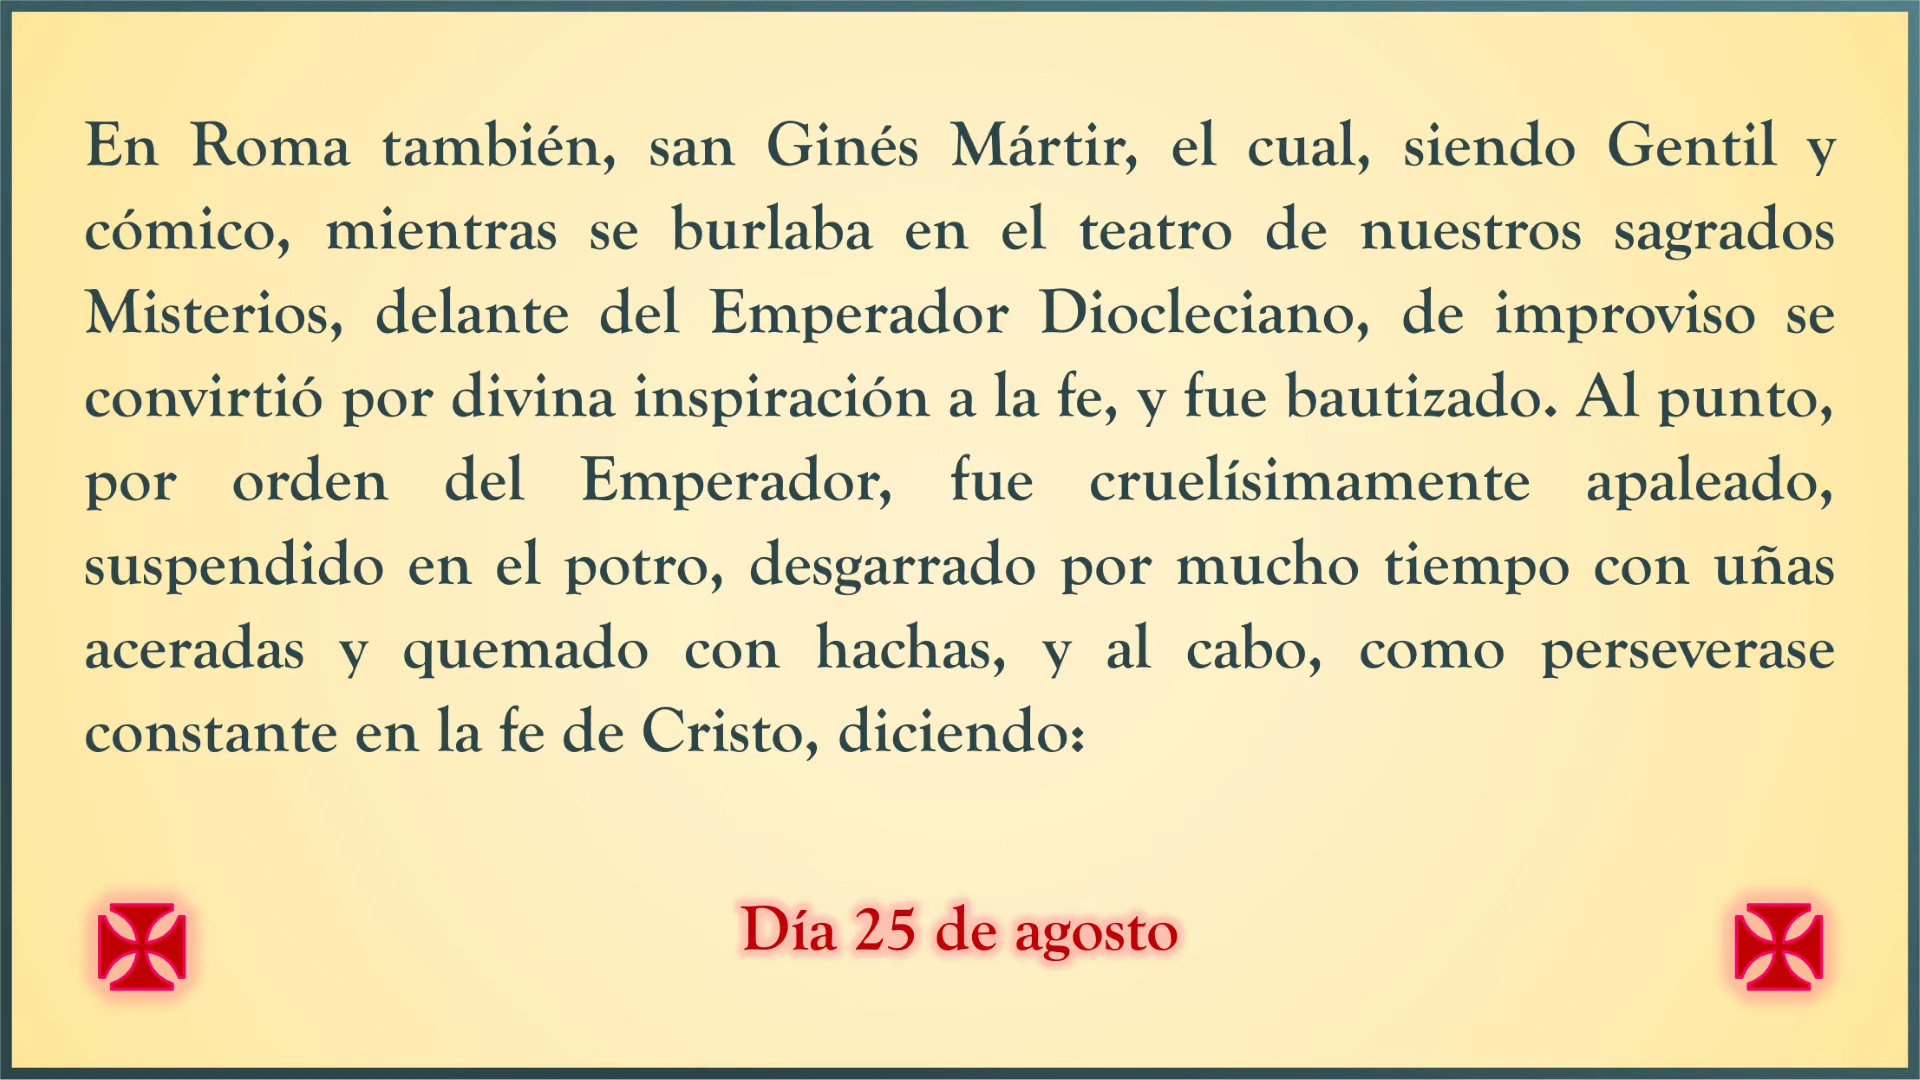 En Roma también, san Ginés Mártir, el cual, siendo Gentil y
cómico, mientras se burlaba en el teatro de nuestros sagrados
Misterios, delante del Emperador Diocleciano, de improviso se
convirtió por divina inspiración a la fe, y fue bautizado. Al punto,
por orden del Emperador, fue cruelísimamente apaleado,
suspendido en el potro, desgarrado por mucho tiempo con uñas
aceradas y quemado con hachas, y al cabo, como perseverase
constante en la fe de Cristo, diciendo:
Día 25 de agosto